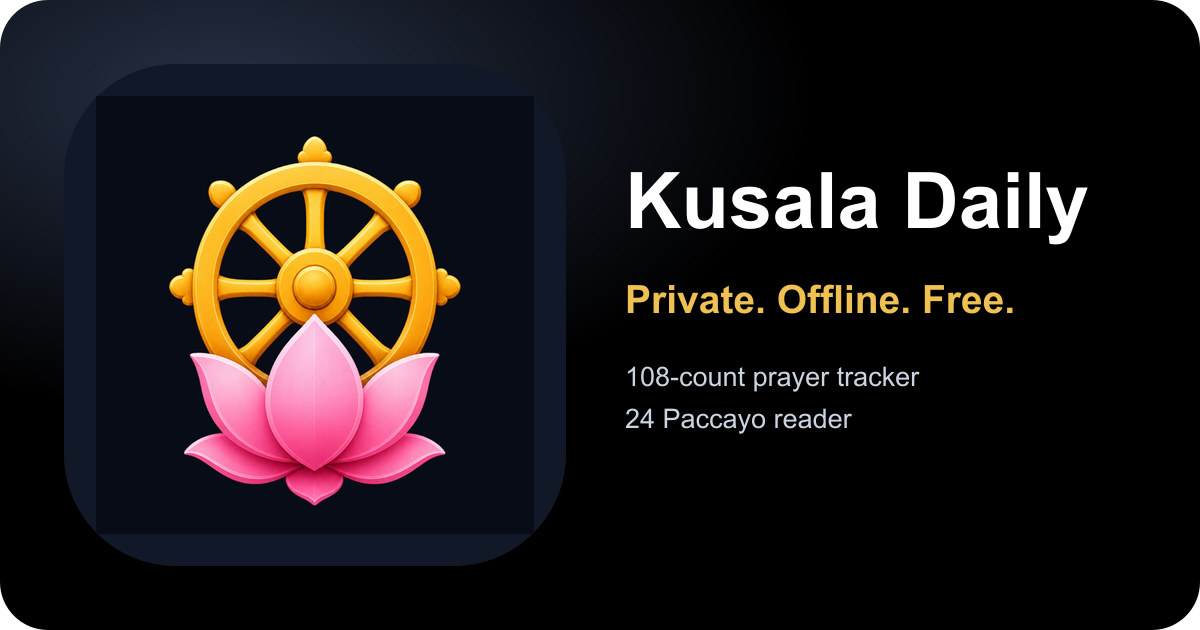 Kusala Daily
Private. Offline. Free.
108-count prayer tracker
24 Paccayo reader